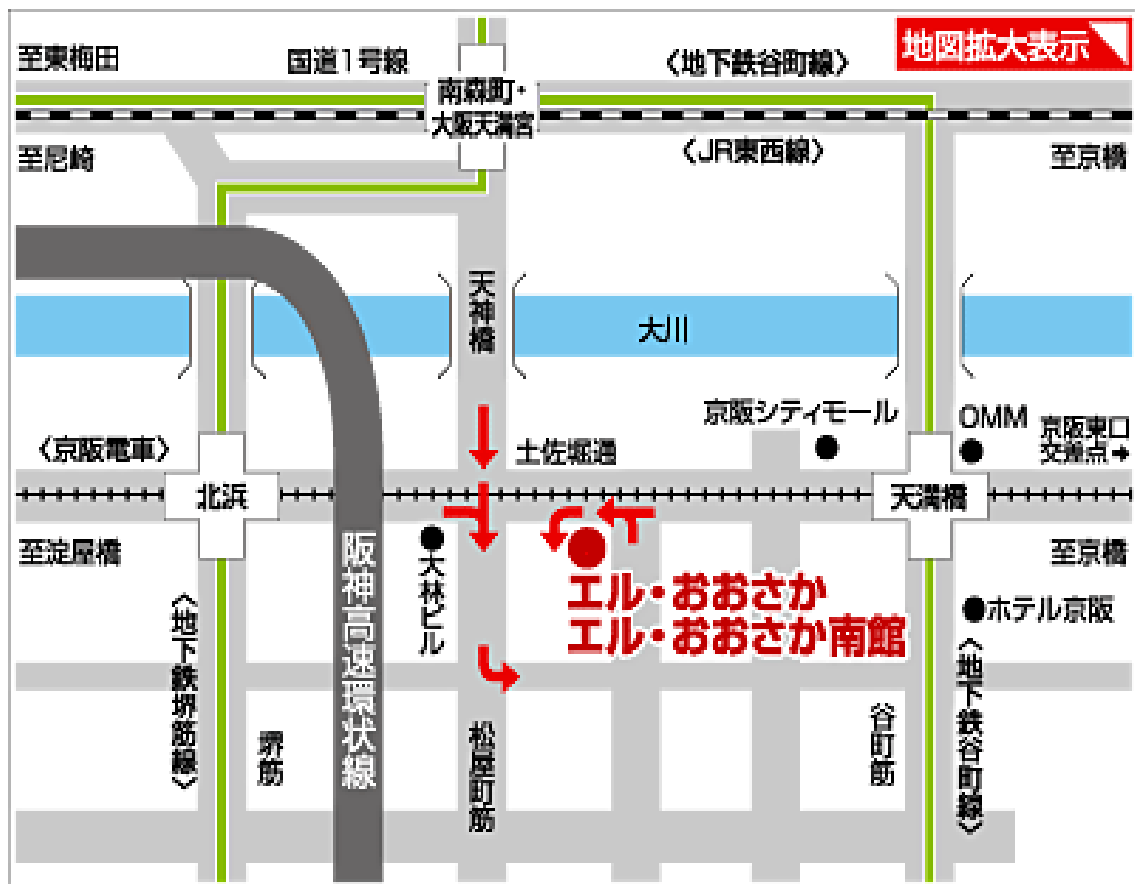 地図拡大表示
至東梅田
国道1号線
〈地下鉄谷町線〉
南森町・
大阪天満宮
至尼崎
〈JR東西線〉
至京橋
天神橋
大川
京阪シティモール
OMM
京阪東口
交差点→
〈京阪電車〉
土佐堀通
北浜
天満橋
至淀屋橋
大林ビル
阪神高速環状線
至京橋
エル・おおさか
エル・おおさか南館
ホテル京阪
〈地下鉄堺筋線〉
堺筋
松屋町筋
谷町筋
〈地下鉄谷町線〉